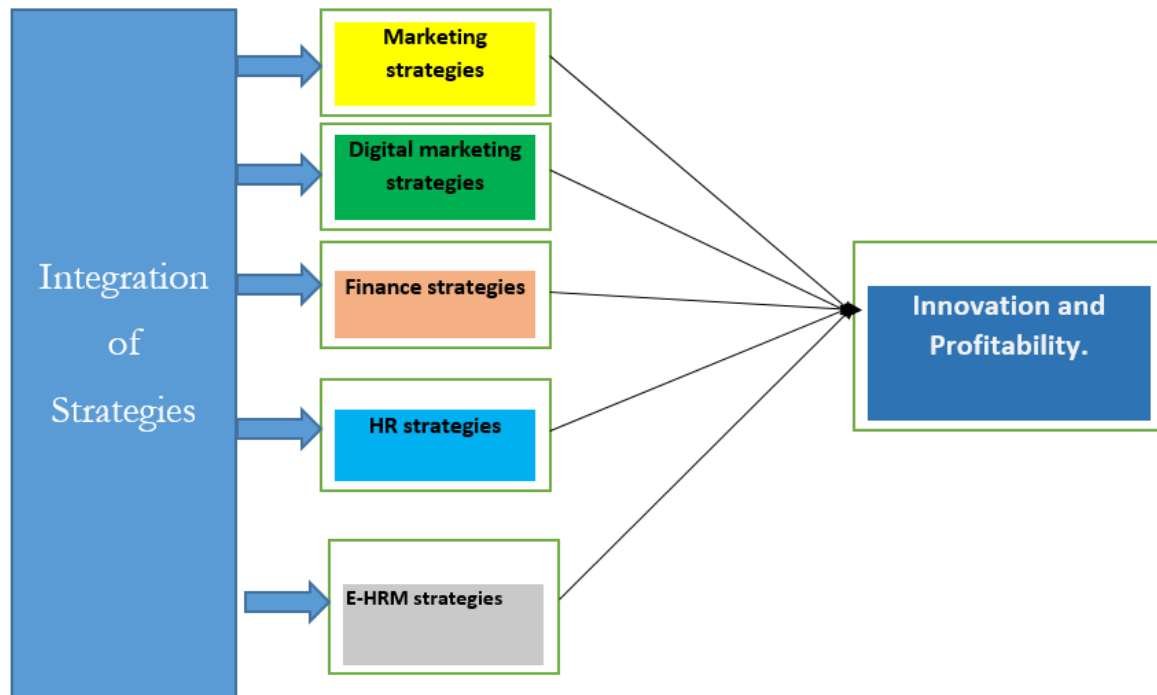 Integration
of
Strategies
Marketing
strategies
Digital marketing
strategies
Finance strategies
HR strategies
E-HRM strategies
Innovation and
Profitability.